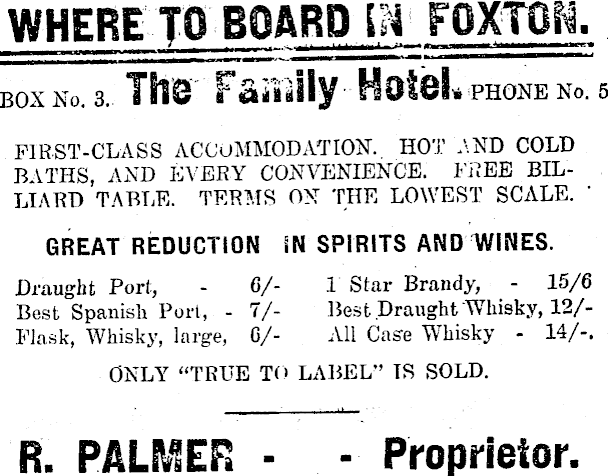 WHERE TO BOARD IN FOXTON.
BOX No. 3. The Family Hotel. PHONE No. 5
FIRST-CLASS ACCOMMODATION. HOT AND COLD
BATHS, AND EVERY CONVENIENCE. FREE BIL-
LIARD TABLE. TERMS ON THE LOWEST SCALE.
GREAT REDUCTION IN SPIRITS AND WINES.
Draught Port, - 6/- 1 Star Brandy, - 15/6
Best Spanish Port, - 7/- Best Draught Whisky, 12/-
Flask, Whisky, large, 6/- All Case Whisky - 14/-.
ONLY "TRUE TO LABEL" IS SOLD.
R. PALMER - - Proprietor.